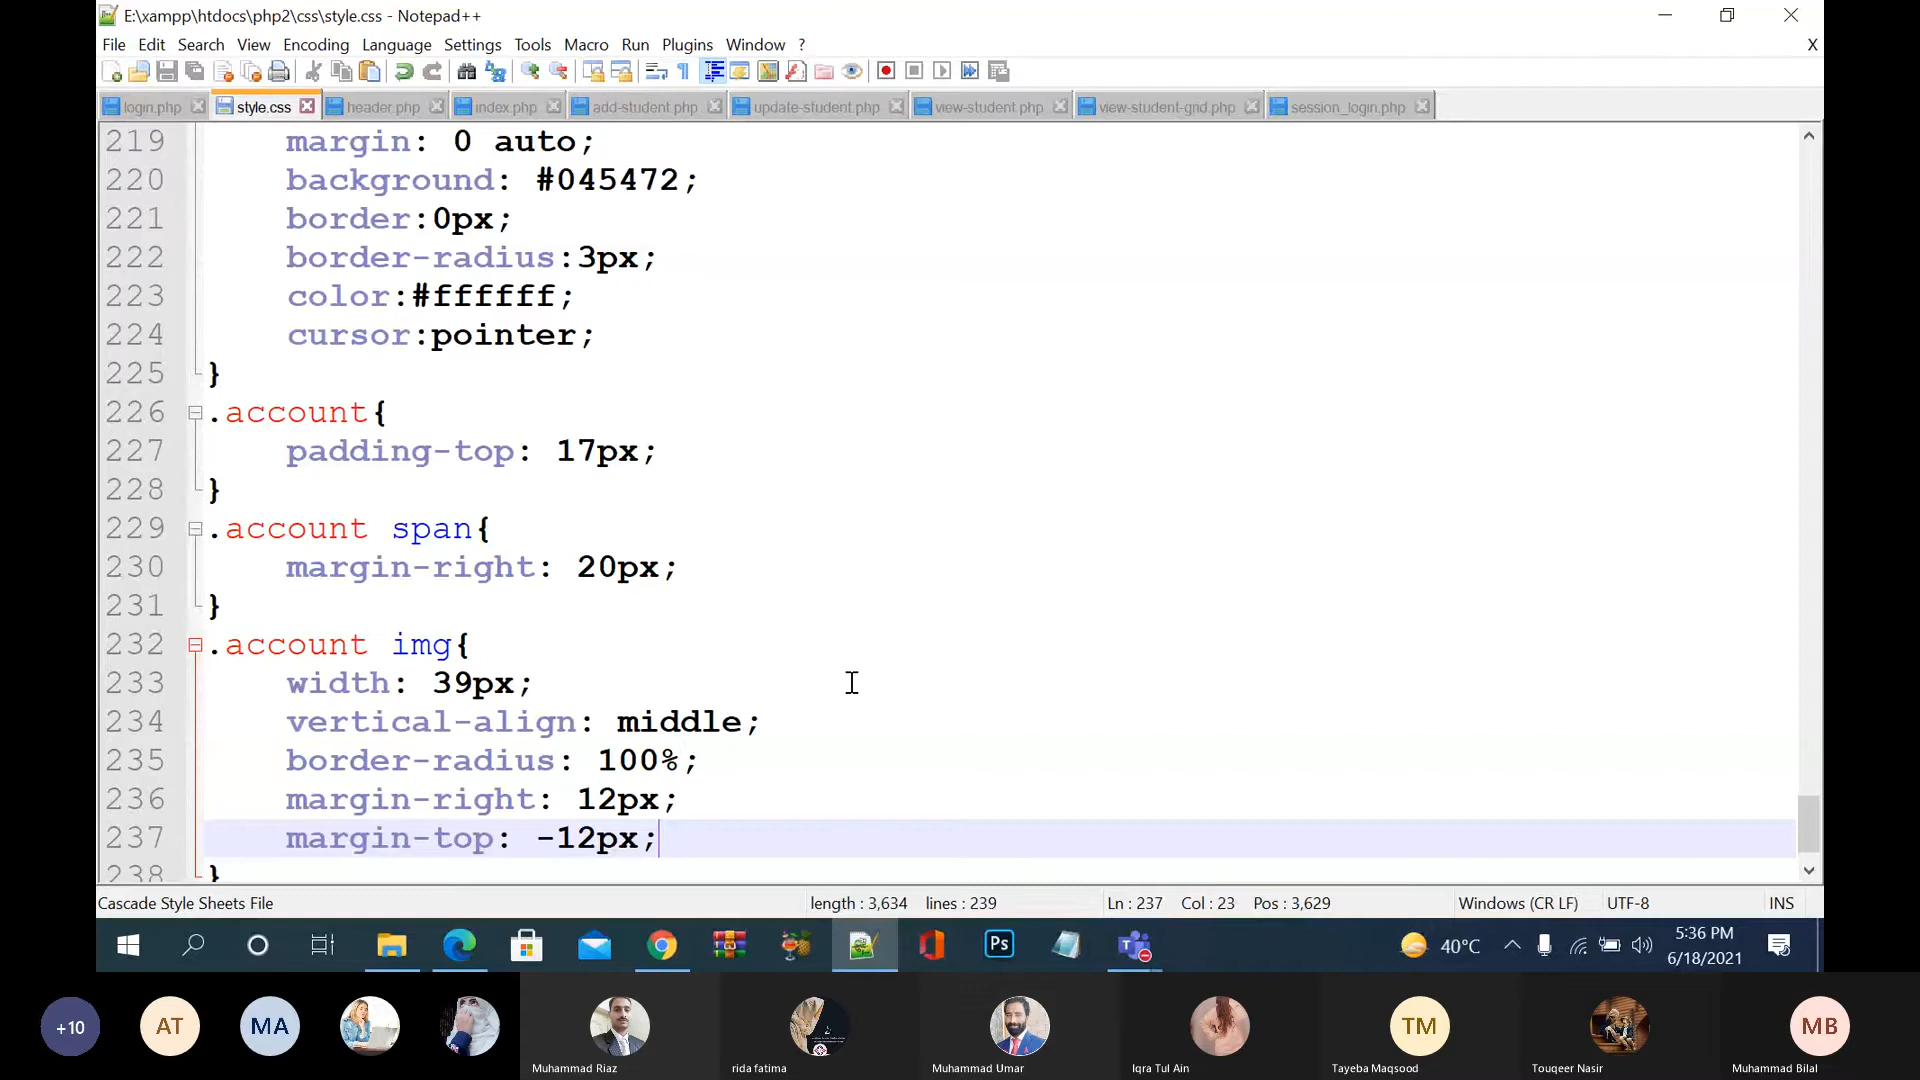 E:\xampp\htdocs\php2\css\style.css - Notepad++
File Edit Search View Encoding Language Settings Tools Macro Run Plugins Window ? X
login.php style.css header.php index.php add-student.php update-student.php view-student.php view-student-grid.php session_login.php
219 margin: 0 auto;
220 background: #045472;
221 border:0px;
222 border-radius:3px;
223 color:#ffffff;
224 cursor:pointer;
225 }
226 .account{
227 padding-top: 17px;
228 }
229 .account span{
230 margin-right: 20px;
231 }
232 .account img{
233 width: 39px;
234 vertical-align: middle;
235 border-radius: 100%;
236 margin-right: 12px;
237 margin-top: -12px;
238 }
Cascade Style Sheets File length : 3,634 lines : 239 Ln : 237 Col : 23 Pos : 3,629 Windows (CR LF) UTF-8 INS
Ps 40°C 5:36 PM
6/18/2021
+10 AT MA TM MB
Muhammad Riaz rida fatima Muhammad Umar Iqra Tul Ain Tayeba Maqsood Touqeer Nasir Muhammad Bilal